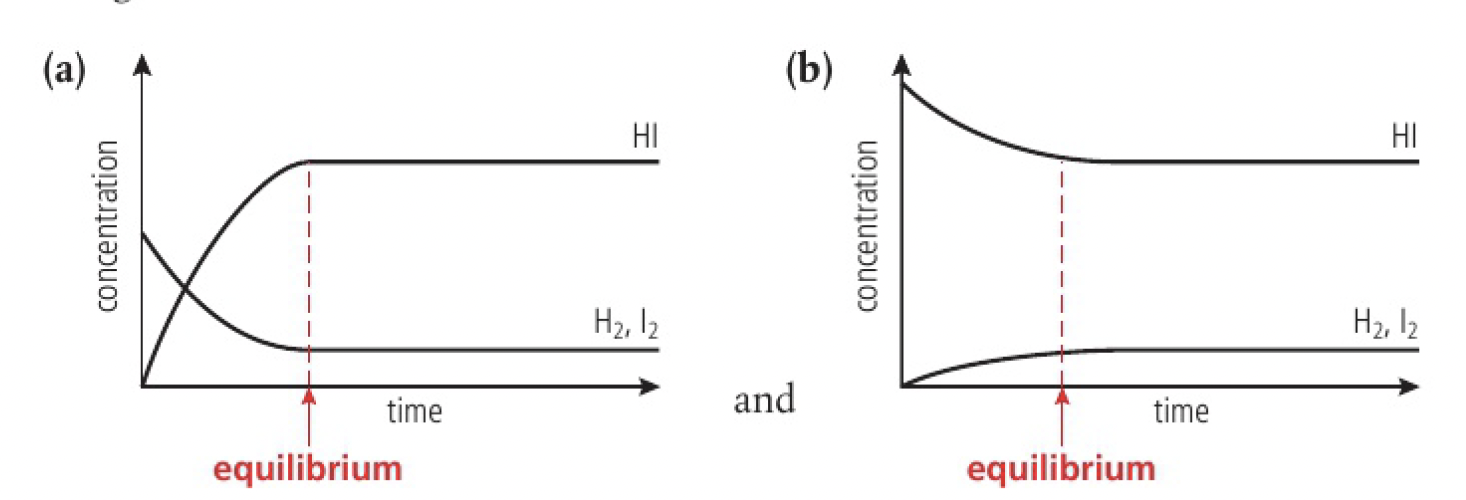 (a)
concentration
HI
H₂, I₂
time
equilibrium
and
(b)
concentration
HI
H₂, I₂
time
equilibrium